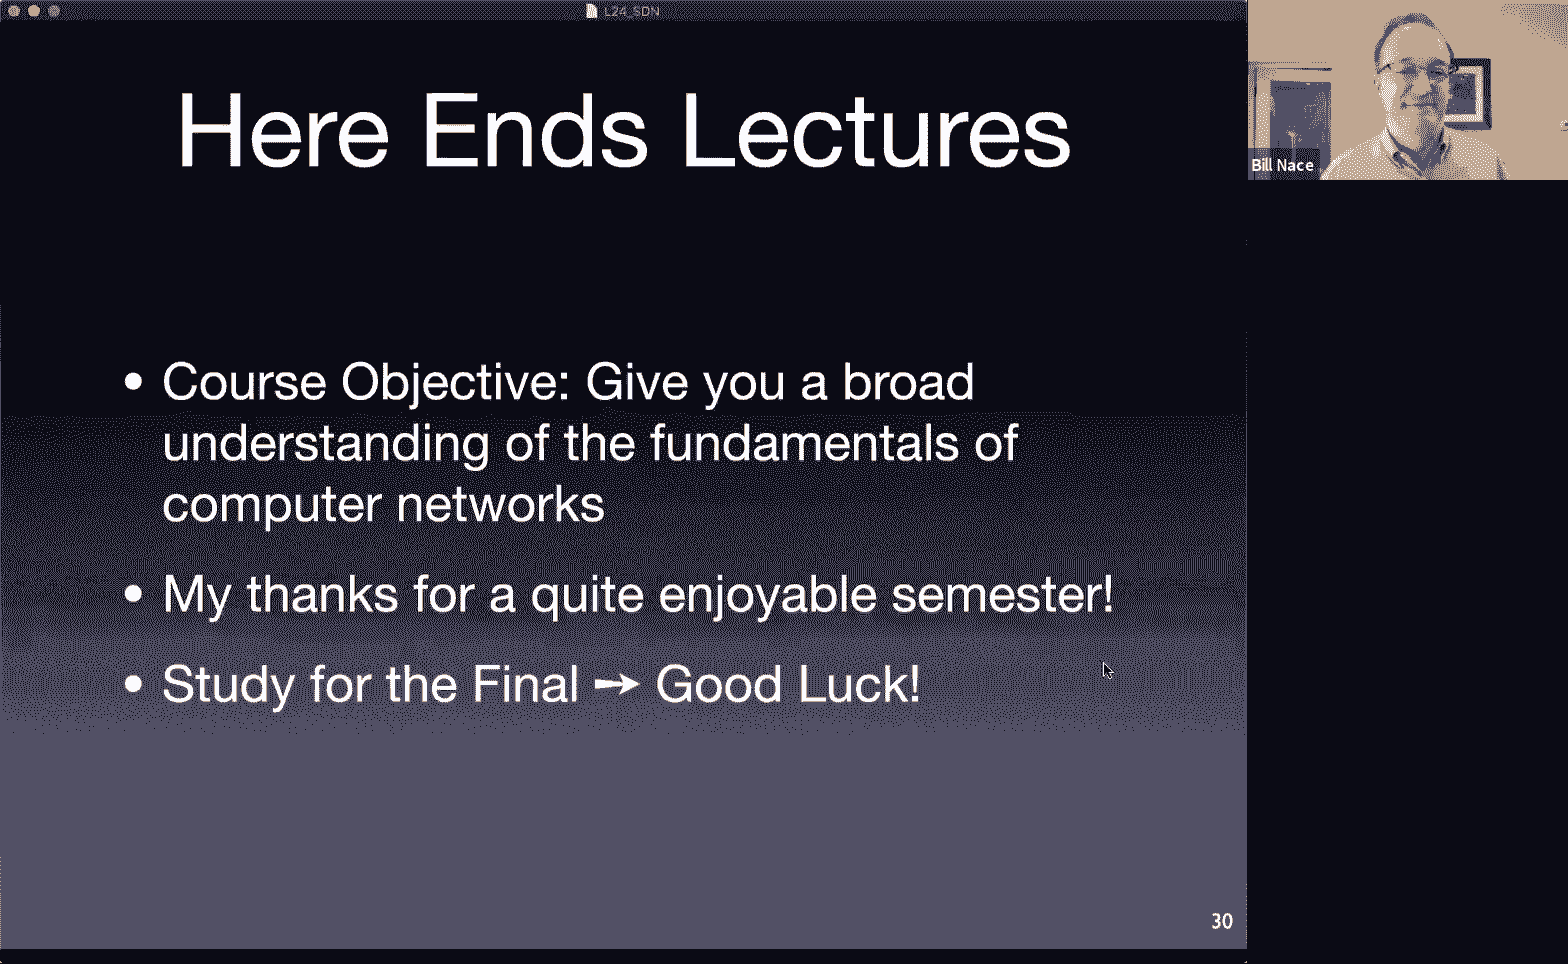 L24_SDN
Here Ends Lectures
Bill Nace
• Course Objective: Give you a broad
understanding of the fundamentals of
computer networks
• My thanks for a quite enjoyable semester!
• Study for the Final → Good Luck!
30